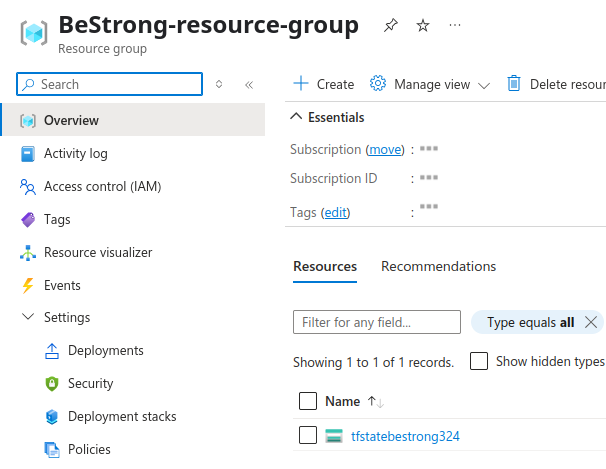 BeStrong-resource-group
Resource group
Search
Overview
Activity log
Access control (IAM)
Tags
Resource visualizer
Events
Settings
Deployments
Security
Deployment stacks
Policies
Create Manage view Delete resour
Essentials
Subscription (move) :
Subscription ID :
Tags (edit) :
Resources Recommendations
Filter for any field... Type equals all
Showing 1 to 1 of 1 records. Show hidden types
Name
tfstatebestrong324